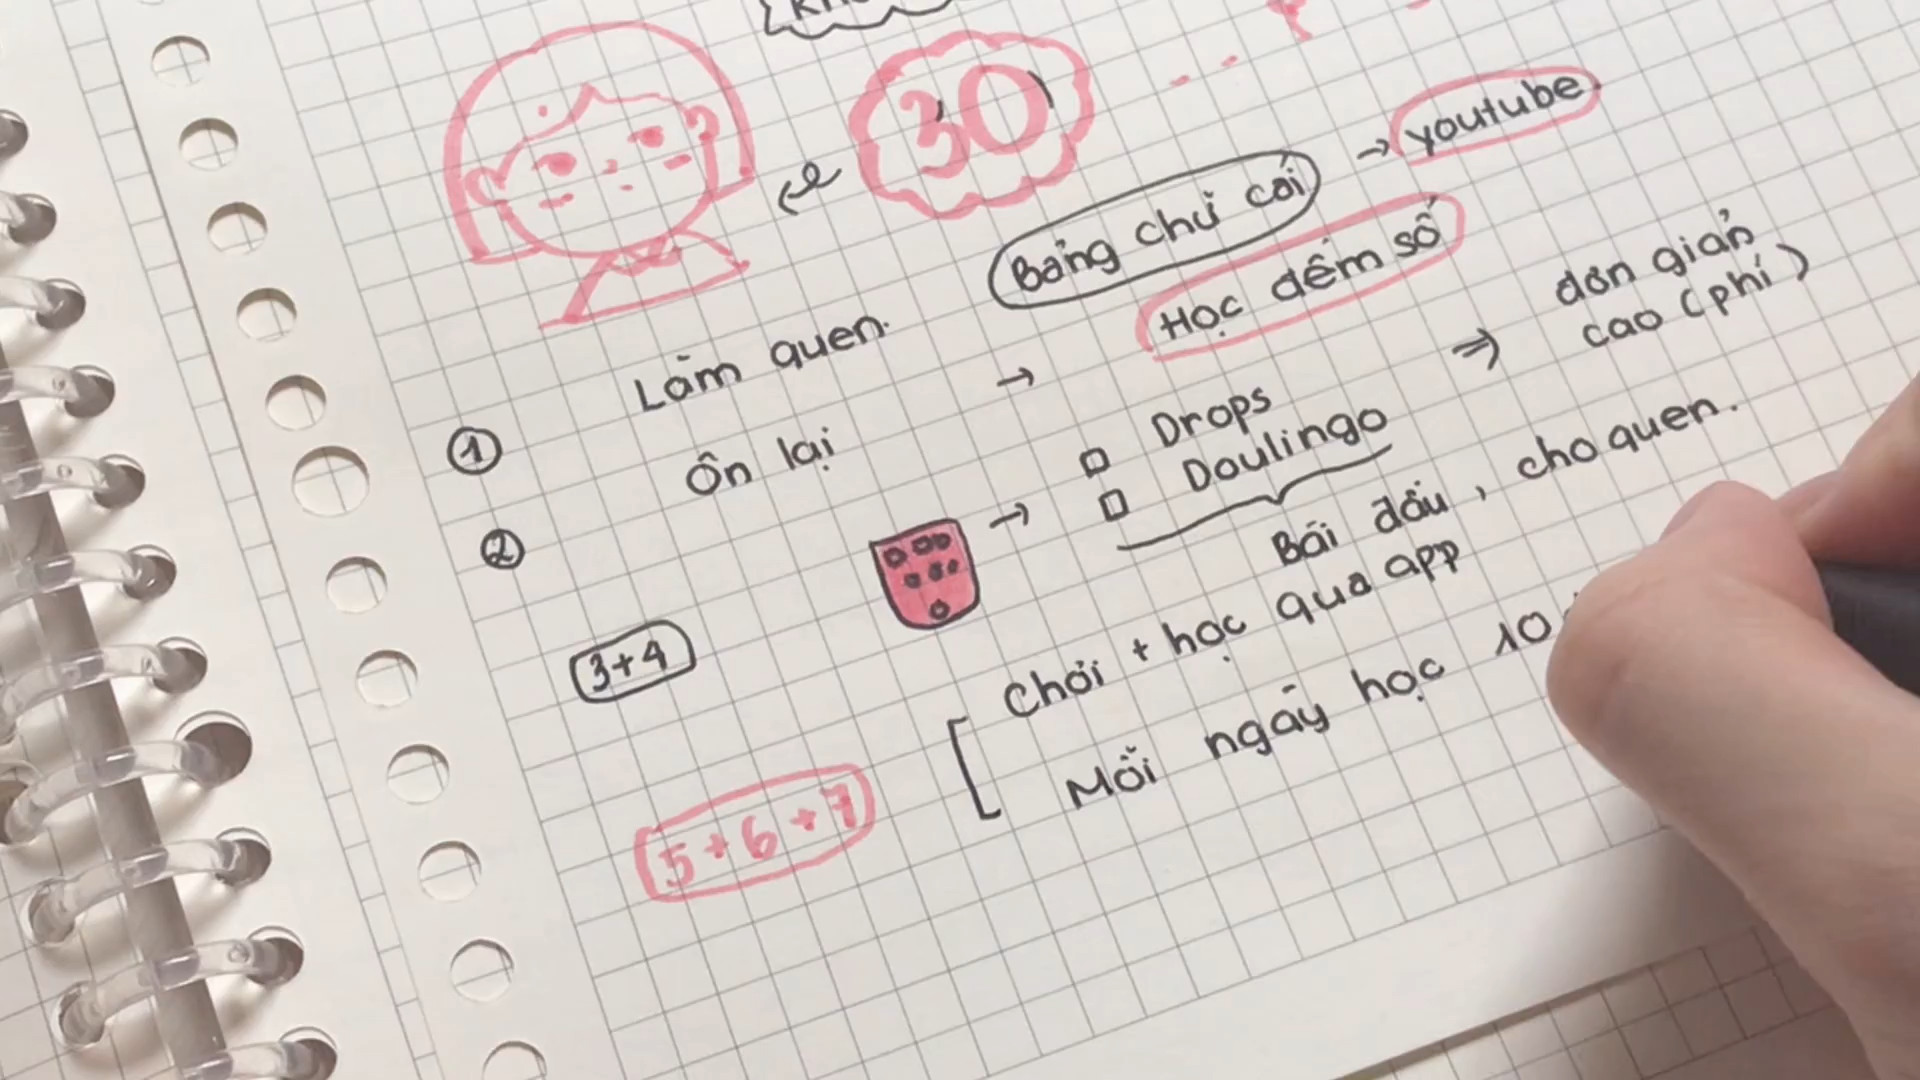 30
Bảng chữ cái → youtube
① Làm quen. → Học đếm số
② Ôn lại → Drops ⇒ đơn giản
Doulingo cao (phí)
3+4 Bắt đầu, cho quen.
5+6+7 Chơi + học qua app
Mỗi ngày học 10